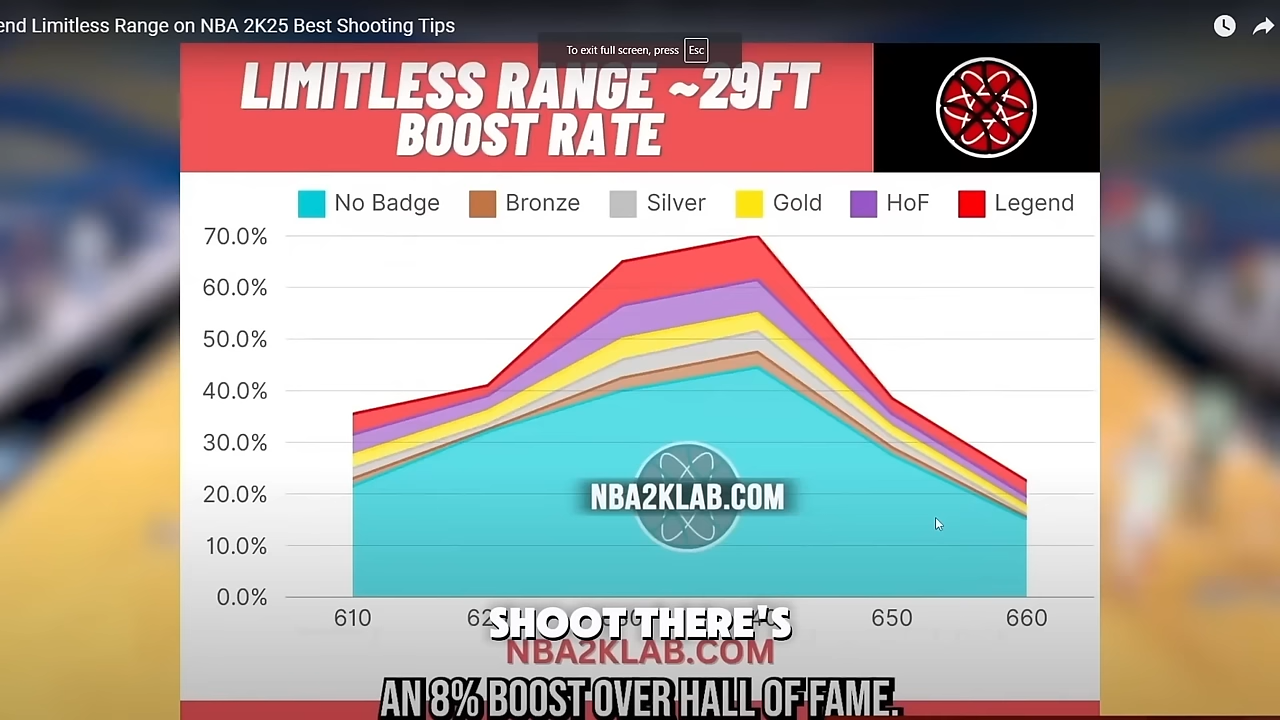 end Limitless Range on NBA 2K25 Best Shooting Tips
To exit full screen, press Esc
LIMITLESS RANGE ~29FT
BOOST RATE
No Badge Bronze Silver Gold HoF Legend
70.0%
60.0%
50.0%
40.0%
30.0%
20.0%
10.0%
0.0%
NBA2KLAB.COM
610 650 660
SHOOT THERE'S
NBA2KLAB.COM
AN 8% BOOST OVER HALL OF FAME.